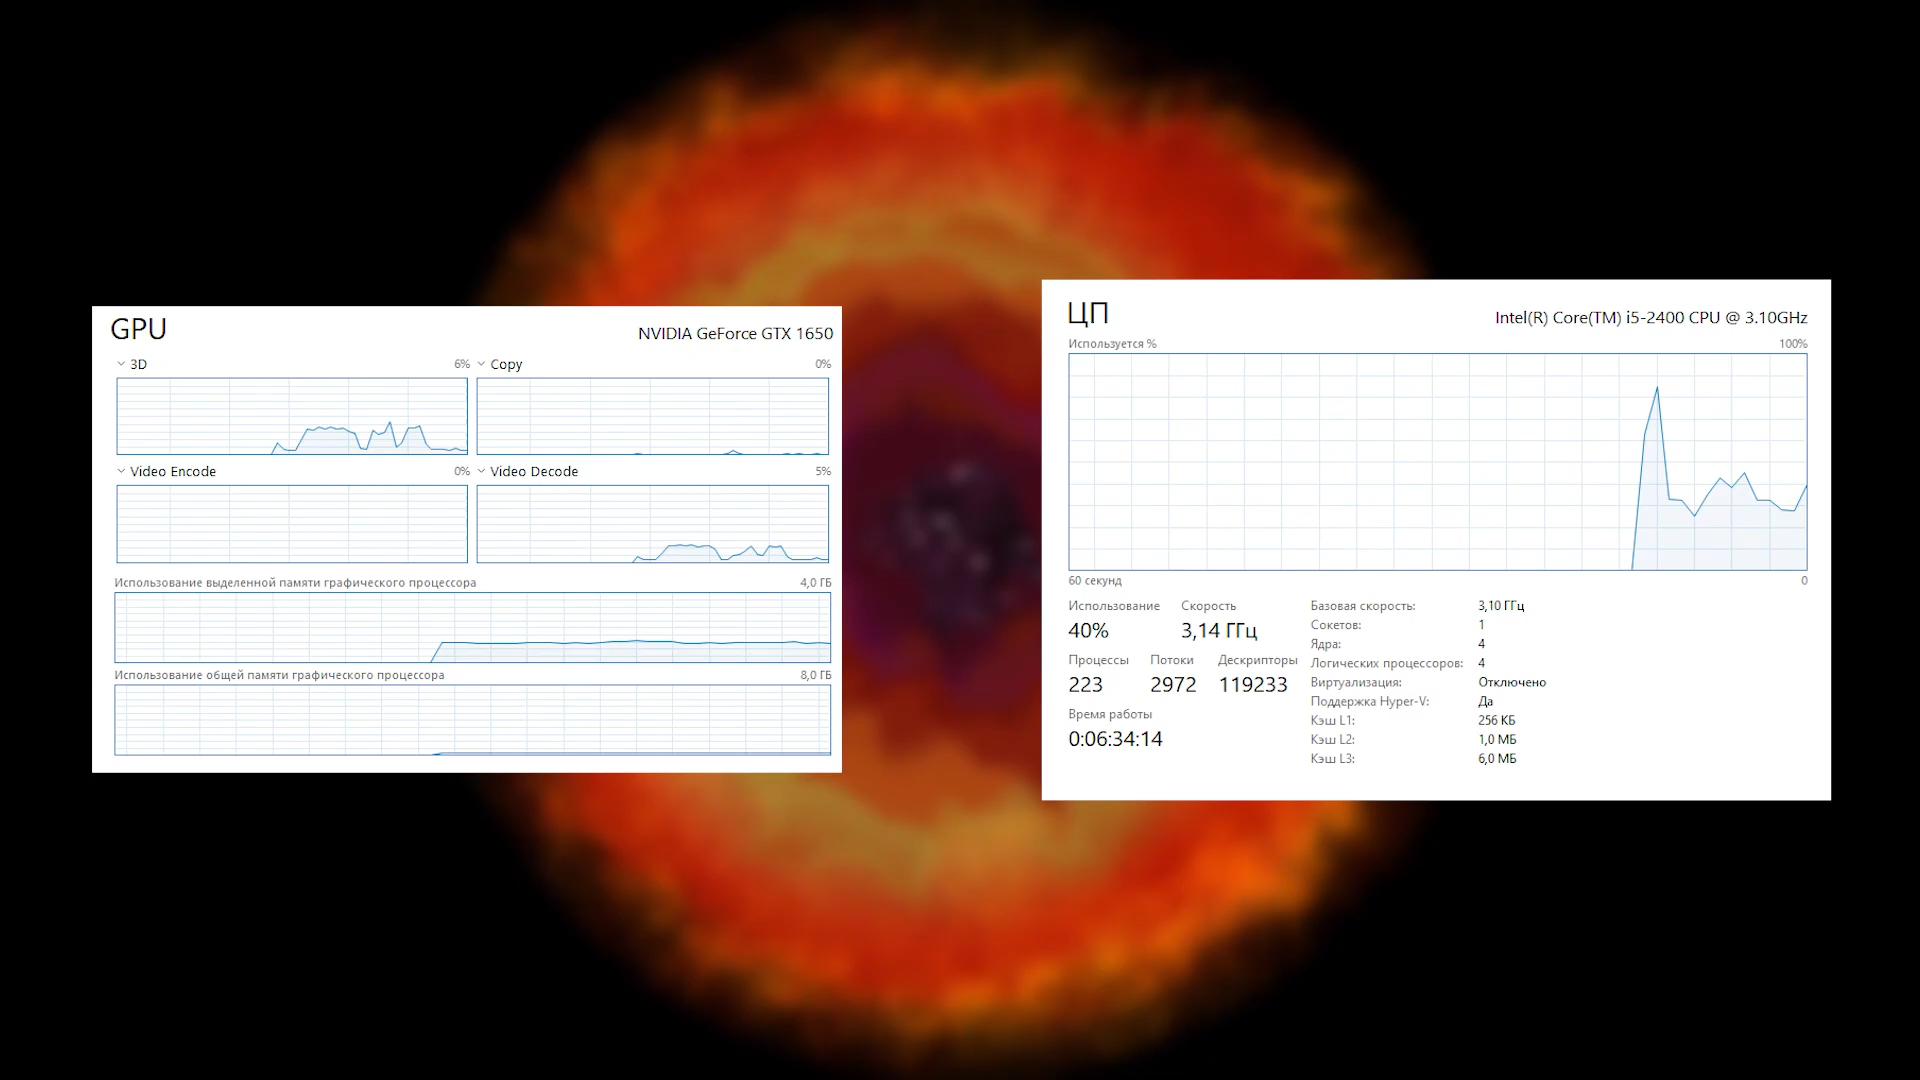 GPU
NVIDIA GeForce GTX 1650
3D 6%
Copy 0%
Video Encode 0%
Video Decode 5%
Использование выделенной памяти графического процессора 4,0 ГБ
Использование общей памяти графического процессора 8,0 ГБ
ЦП
Intel(R) Core(TM) i5-2400 CPU @ 3.10GHz
Используется % 100%
60 секунд 0
Использование Скорость
40% 3,14 ГГц
Процессы Потоки Дескрипторы
223 2972 119233
Время работы
0:06:34:14
Базовая скорость: 3,10 ГГц
Сокетов: 1
Ядра: 4
Логических процессоров: 4
Виртуализация: Отключено
Поддержка Hyper-V: Да
Кэш L1: 256 КБ
Кэш L2: 1,0 МБ
Кэш L3: 6,0 МБ